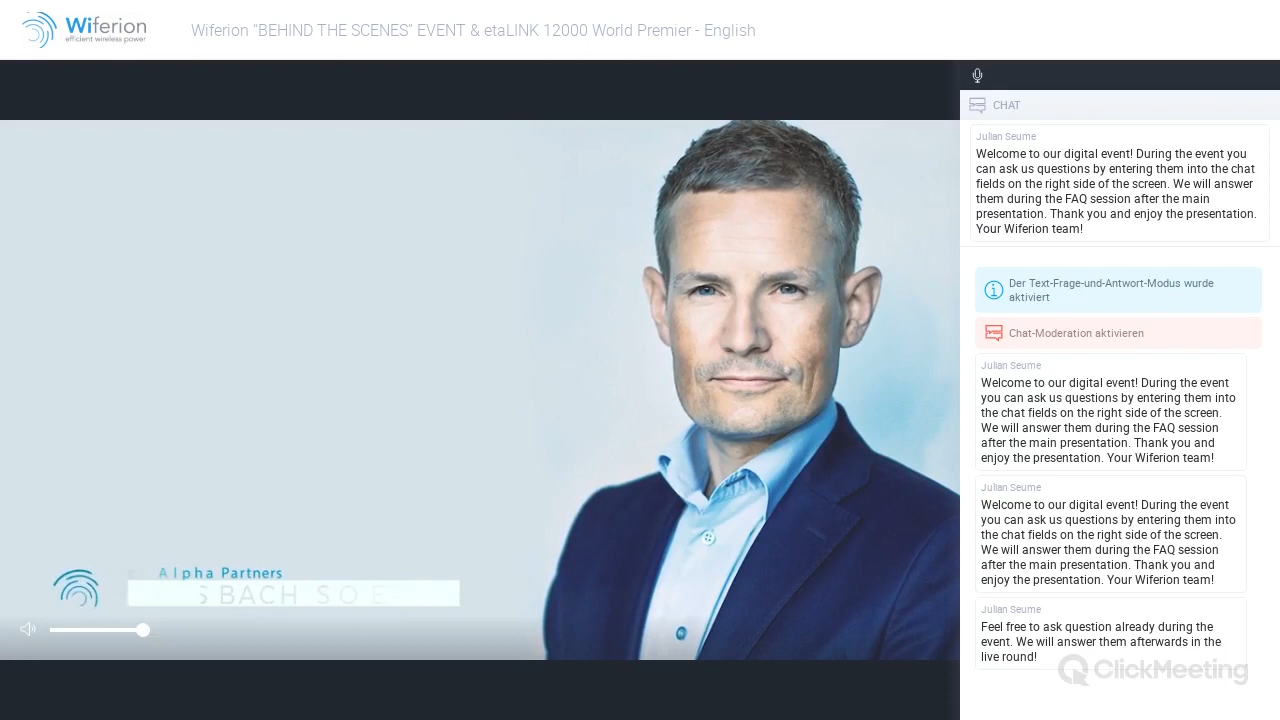 Wiferion
efficient wireless power
Wiferion “BEHIND THE SCENES” EVENT & etaLINK 12000 World Premier - English
CHAT
Julian Seume
Welcome to our digital event! During the event you
can ask us questions by entering them into the chat
fields on the right side of the screen. We will answer
them during the FAQ session after the main
presentation. Thank you and enjoy the presentation.
Your Wiferion team!
Der Text-Frage-und-Antwort-Modus wurde
aktiviert
Chat-Moderation aktivieren
Julian Seume
Welcome to our digital event! During the event
you can ask us questions by entering them into
the chat fields on the right side of the screen.
We will answer them during the FAQ session
after the main presentation. Thank you and
enjoy the presentation. Your Wiferion team!
Julian Seume
Welcome to our digital event! During the event
you can ask us questions by entering them into
the chat fields on the right side of the screen.
We will answer them during the FAQ session
after the main presentation. Thank you and
enjoy the presentation. Your Wiferion team!
Julian Seume
Feel free to ask question already during the
event. We will answer them afterwards in the
live round!
ClickMeeting
Alpha Partners
BACH